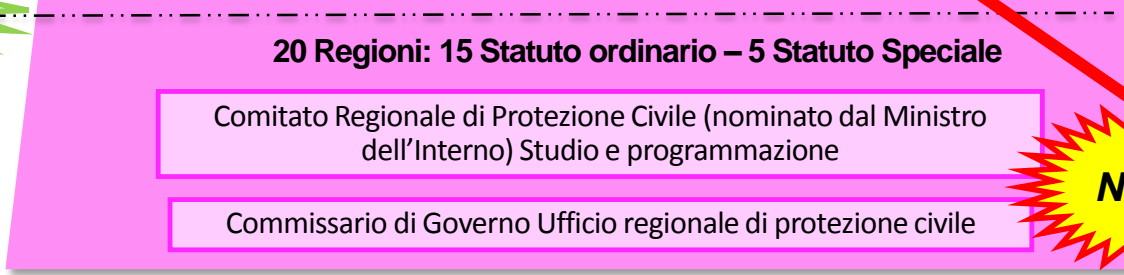 20 Regioni: 15 Statuto ordinario – 5 Statuto Speciale
Comitato Regionale di Protezione Civile (nominato dal Ministro
dell’Interno) Studio e programmazione
N
Commissario di Governo Ufficio regionale di protezione civile